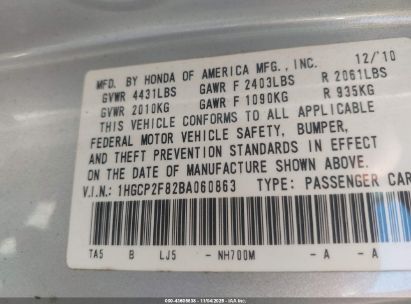 MFD. BY HONDA OF AMERICA MFG., INC. 12/'10
GVWR 4431LBS GAWR F 2403LBS R 2061LBS
GVWR 2010KG GAWR F 1090KG R 935KG
THIS VEHICLE CONFORMS TO ALL APPLICABLE
FEDERAL MOTOR VEHICLE SAFETY, BUMPER,
AND THEFT PREVENTION STANDARDS IN EFFECT
ON THE DATE OF MANUFACTURE SHOWN ABOVE.
V.I.N.: 1HGCP2F82BA060863 TYPE: PASSENGER CAR
TA5 B LJ5 - NH700M - A - A